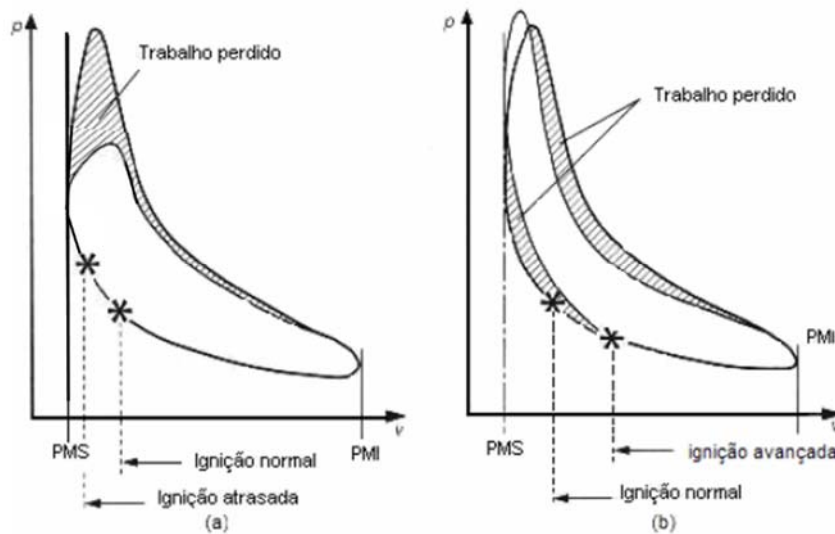 p
Trabalho perdido
v
PMS
PMI
Ignição normal
Ignição atrasada
(a)
p
Trabalho perdido
PMI
v
PMS
ignição avançada
Ignição normal
(b)